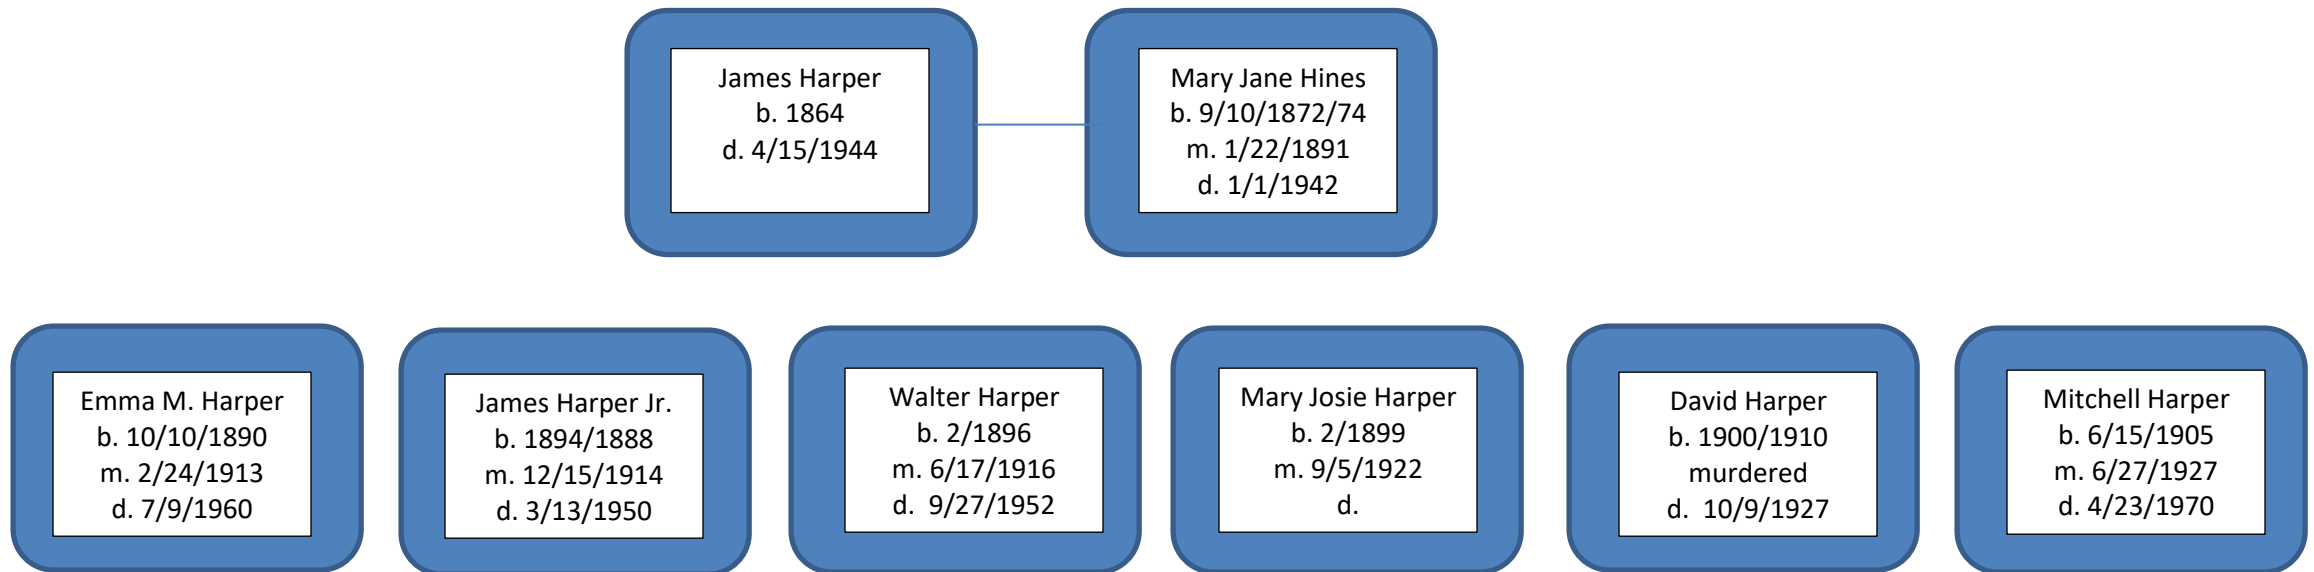 James Harper
b. 1864
d. 4/15/1944
Mary Jane Hines
b. 9/10/1872/74
m. 1/22/1891
d. 1/1/1942
Emma M. Harper
b. 10/10/1890
m. 2/24/1913
d. 7/9/1960
James Harper Jr.
b. 1894/1888
m. 12/15/1914
d. 3/13/1950
Walter Harper
b. 2/1896
m. 6/17/1916
d. 9/27/1952
Mary Josie Harper
b. 2/1899
m. 9/5/1922
d.
David Harper
b. 1900/1910
murdered
d. 10/9/1927
Mitchell Harper
b. 6/15/1905
m. 6/27/1927
d. 4/23/1970